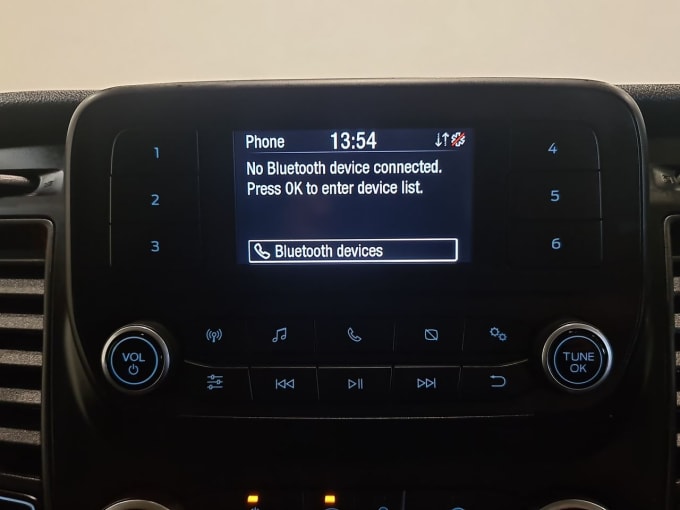 Phone 13:54
No Bluetooth device connected.
Press OK to enter device list.
Bluetooth devices
1
2
3
4
5
6
VOL
TUNE
OK